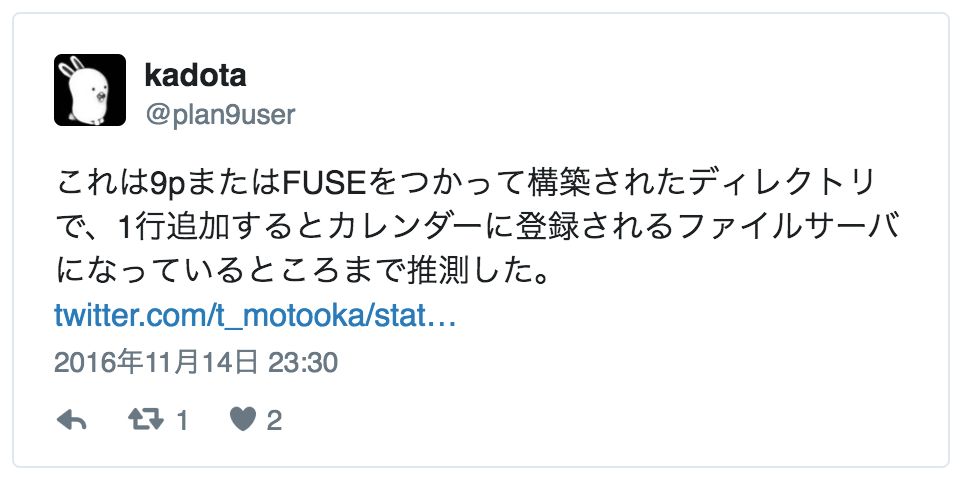 kadota
@plan9user
これは9pまたはFUSEをつかって構築されたディレクトリ
で、1行追加するとカレンダーに登録されるファイルサーバ
になっているところまで推測した。
twitter.com/t_motooka/stat…
2016年11月14日 23:30
1 2